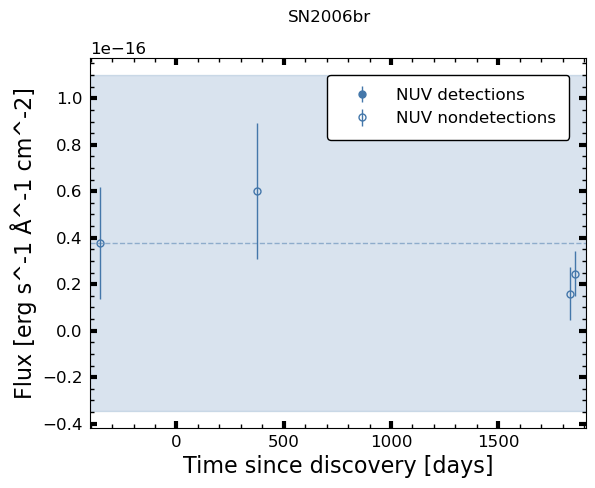 SN2006br
1e−16
1.0
0.8
0.6
0.4
0.2
0.0
−0.2
−0.4
Flux [erg s^-1 Å^-1 cm^-2]
NUV detections
NUV nondetections
0 500 1000 1500
Time since discovery [days]